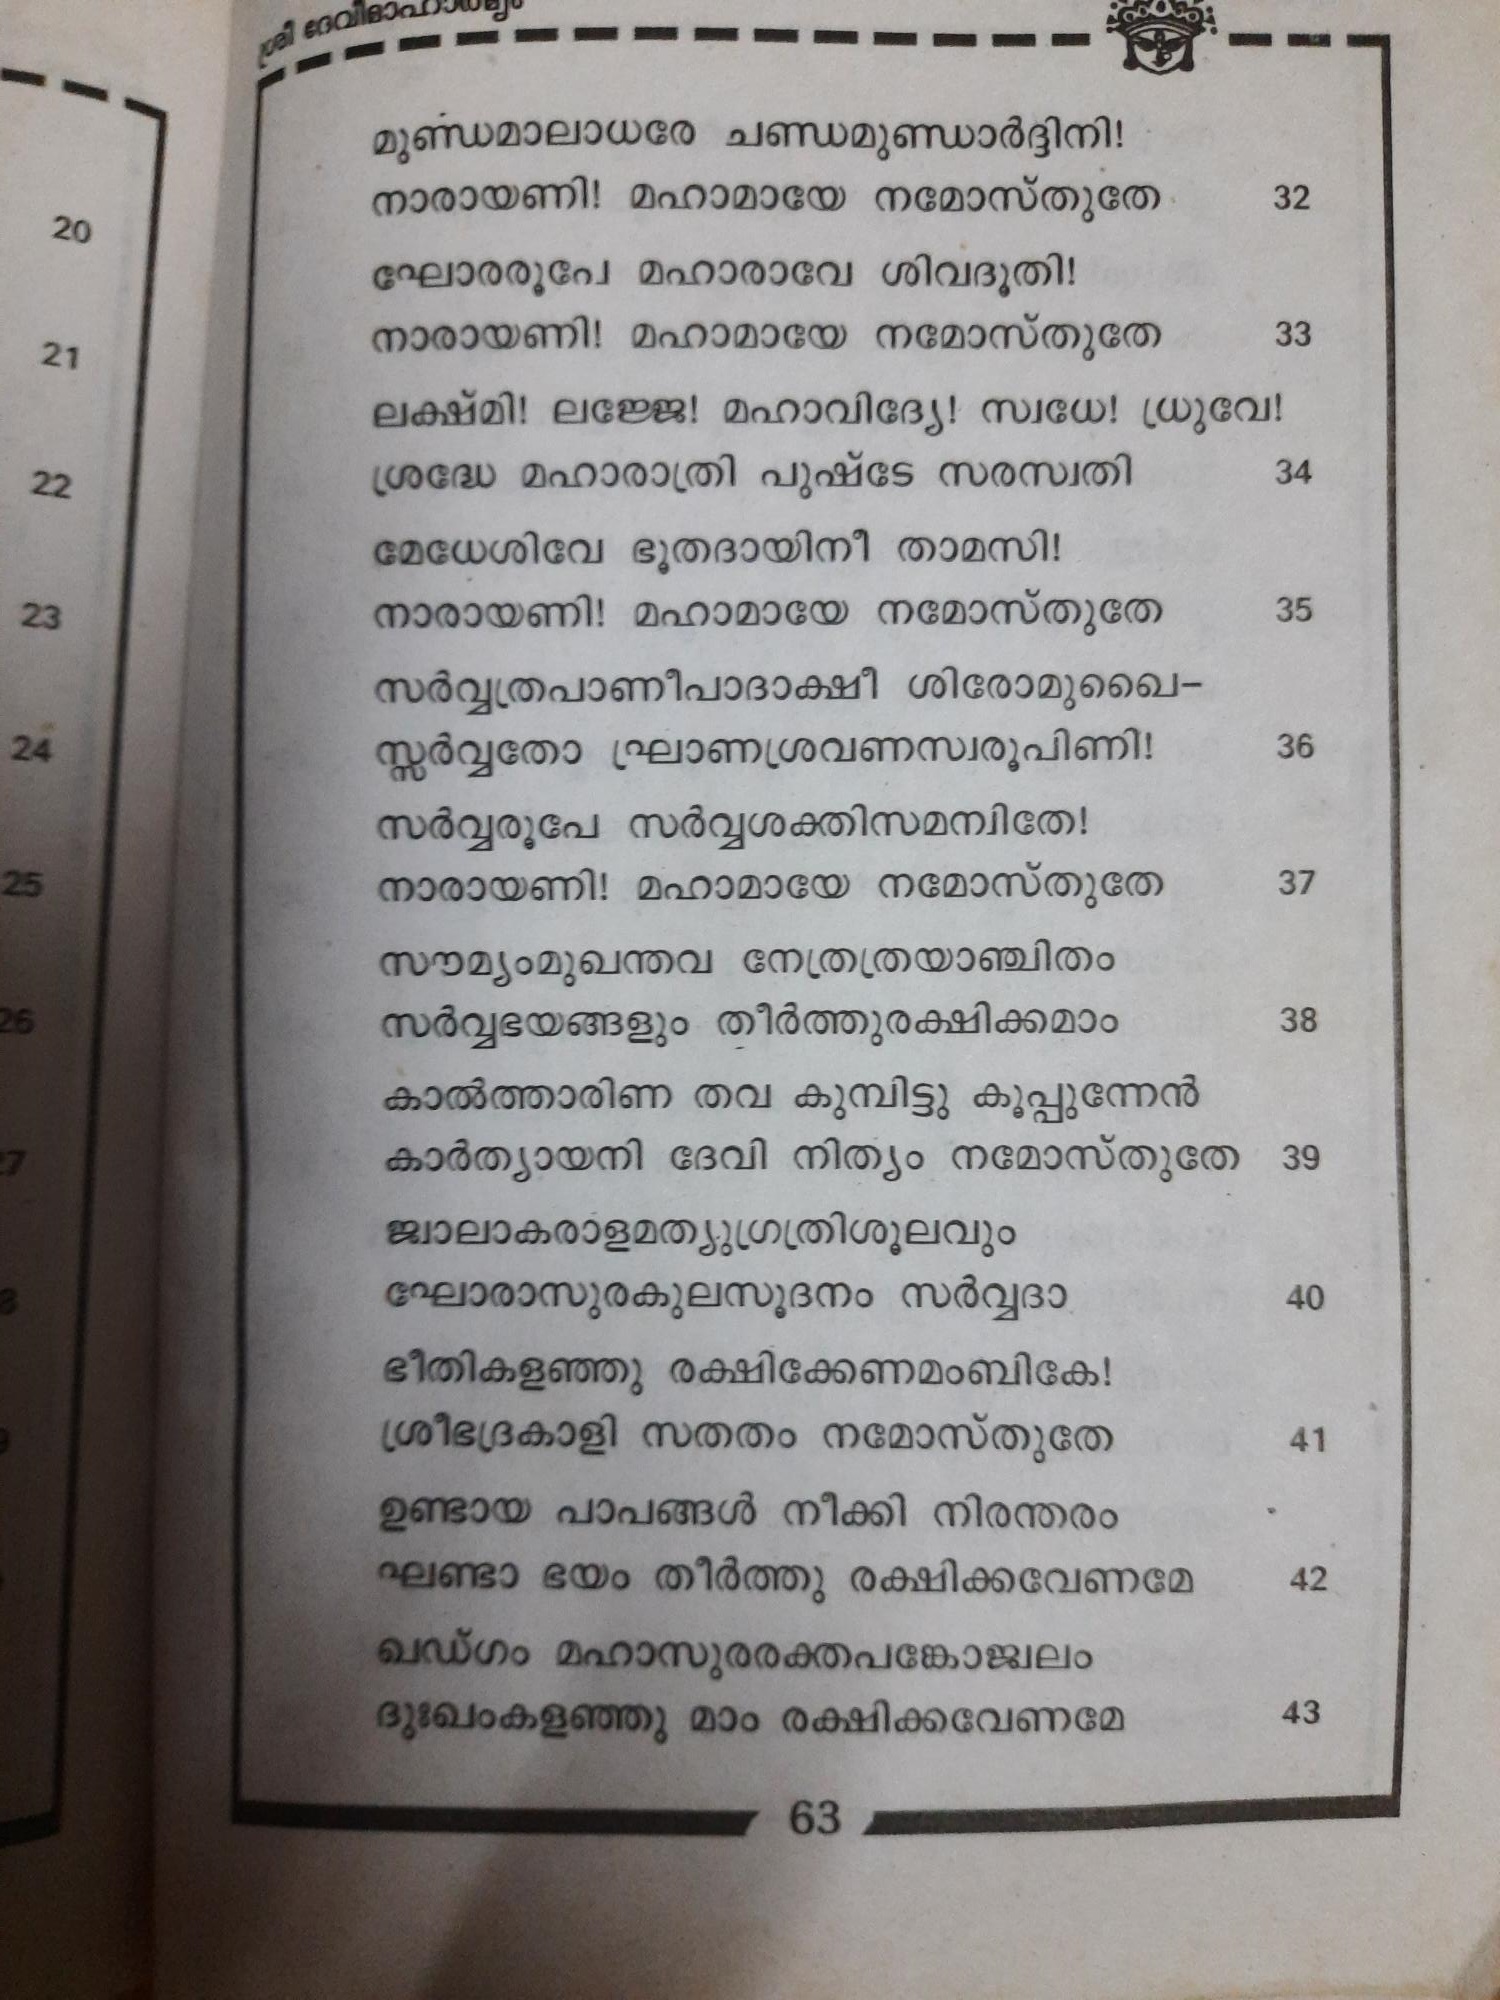 ശ്രീ ദേവീമാഹാത്മ്യം
20
21
22
23
24
25
26
മുണ്ഡമാലാധരേ ചണ്ഡമുണ്ഡാർദ്ദിനി!
നാരായണി! മഹാമായേ നമോസ്തുതേ 32
ഘോരരൂപേ മഹാരാവേ ശിവദൂതി!
നാരായണി! മഹാമായേ നമോസ്തുതേ 33
ലക്ഷ്മി! ലജ്ജേ! മഹാവിദ്യേ! സ്വധേ! ധ്രുവേ!
ശ്രദ്ധേ മഹാരാത്രി പുഷ്ടേ സരസ്വതി 34
മേധേശിവേ ഭൂതദായിനീ താമസി!
നാരായണി! മഹാമായേ നമോസ്തുതേ 35
സർവ്വത്രപാണീപാദാക്ഷീ ശിരോമുഖൈ–
സ്സർവ്വതോ ഘ്രാണശ്രവണസ്വരൂപിണി! 36
സർവ്വരൂപേ സർവ്വശക്തിസമന്വിതേ!
നാരായണി! മഹാമായേ നമോസ്തുതേ 37
സൗമ്യംമുഖന്തവ നേത്രത്രയാഞ്ചിതം
സർവ്വഭയങ്ങളും തീർത്തുരക്ഷിക്കമാം 38
കാൽത്താരിണ തവ കുമ്പിട്ടു കൂപ്പുന്നേൻ
കാർത്യായനി ദേവി നിത്യം നമോസ്തുതേ 39
ജ്വാലാകരാളമത്യുഗ്രത്രിശൂലവും
ഘോരാസുരകുലസൂദനം സർവ്വദാ 40
ഭീതികളഞ്ഞു രക്ഷിക്കേണമംബികേ!
ശ്രീഭദ്രകാളി സതതം നമോസ്തുതേ 41
ഉണ്ടായ പാപങ്ങൾ നീക്കി നിരന്തരം
ഘണ്ടാ ഭയം തീർത്തു രക്ഷിക്കവേണമേ 42
ഖഡ്ഗം മഹാസുരരക്തപങ്കോജ്വലം
ദുഃഖംകളഞ്ഞു മാം രക്ഷിക്കവേണമേ 43
63